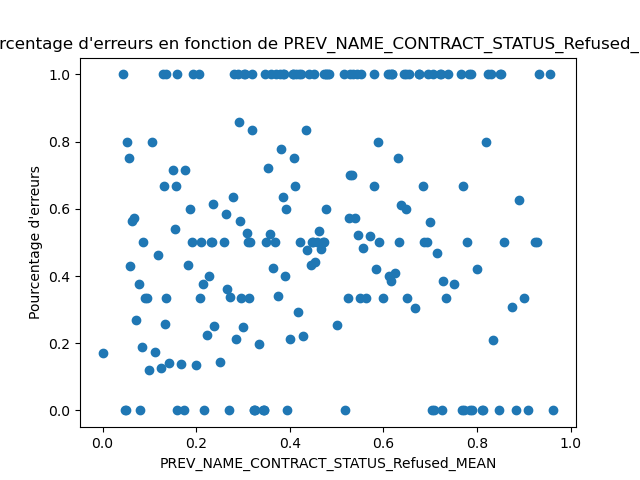 rcentage d'erreurs en fonction de PREV_NAME_CONTRACT_STATUS_Refused_
1.0
0.8
0.6
0.4
0.2
0.0
Pourcentage d'erreurs
0.0 0.2 0.4 0.6 0.8 1.0
PREV_NAME_CONTRACT_STATUS_Refused_MEAN